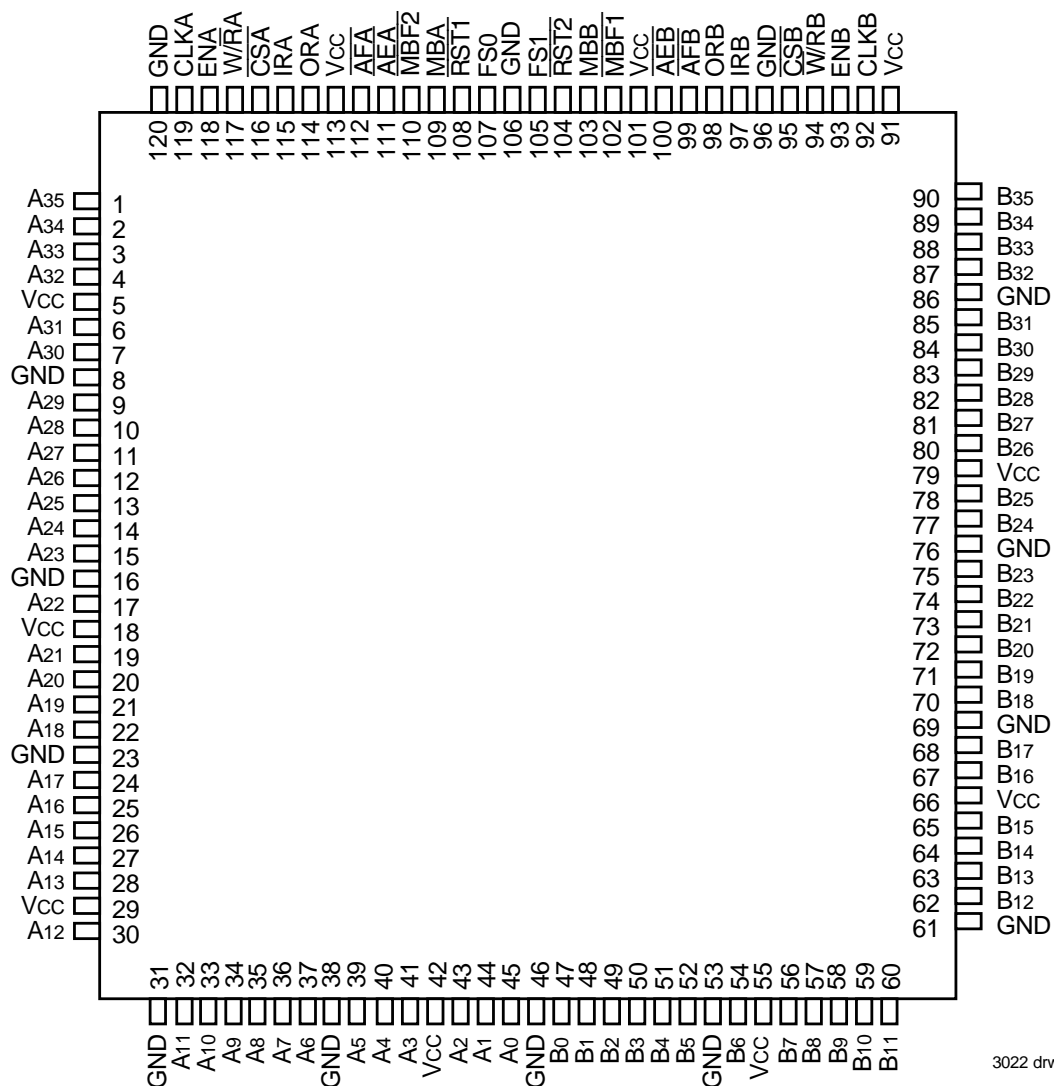 GND CLKA ENA W/RA CSA IRA ORA VCC AFA AEA MBF2 MBA RST1 FS0 GND FS1 RST2 MBB MBF1 VCC AEB AFB ORB IRB GND CSB W/RB ENB CLKB VCC
120 119 118 117 116 115 114 113 112 111 110 109 108 107 106 105 104 103 102 101 100 99 98 97 96 95 94 93 92 91
A35 1 90 B35
A34 2 89 B34
A33 3 88 B33
A32 4 87 B32
VCC 5 86 GND
A31 6 85 B31
A30 7 84 B30
GND 8 83 B29
A29 9 82 B28
A28 10 81 B27
A27 11 80 B26
A26 12 79 VCC
A25 13 78 B25
A24 14 77 B24
A23 15 76 GND
GND 16 75 B23
A22 17 74 B22
VCC 18 73 B21
A21 19 72 B20
A20 20 71 B19
A19 21 70 B18
A18 22 69 GND
GND 23 68 B17
A17 24 67 B16
A16 25 66 VCC
A15 26 65 B15
A14 27 64 B14
A13 28 63 B13
VCC 29 62 B12
A12 30 61 GND
31 32 33 34 35 36 37 38 39 40 41 42 43 44 45 46 47 48 49 50 51 52 53 54 55 56 57 58 59 60
GND A11 A10 A9 A8 A7 A6 GND A5 A4 A3 VCC A2 A1 A0 GND B0 B1 B2 B3 B4 B5 GND B6 VCC B7 B8 B9 B10 B11
3022 drw